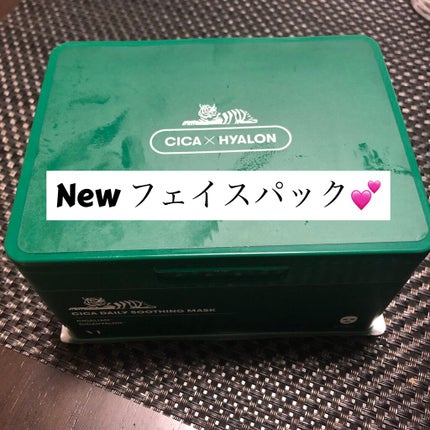 CICA×HYALON
New フェイスパック💕
CICA DAILY SOOTHING MASK